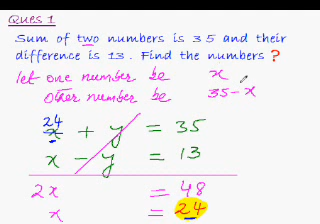 Ques 1
Sum of two numbers is 35 and their
difference is 13. Find the numbers ?
let one number be x
Other number be 35-x
24
x + y = 35
x - y = 13
2x = 48
x = 24